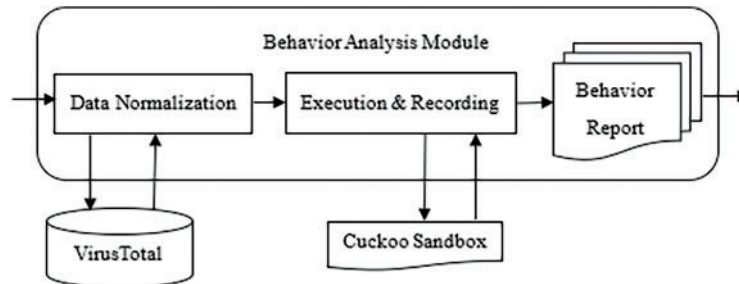 Behavior Analysis Module
Data Normalization
Execution & Recording
Behavior
Report
VirusTotal
Cuckoo Sandbox